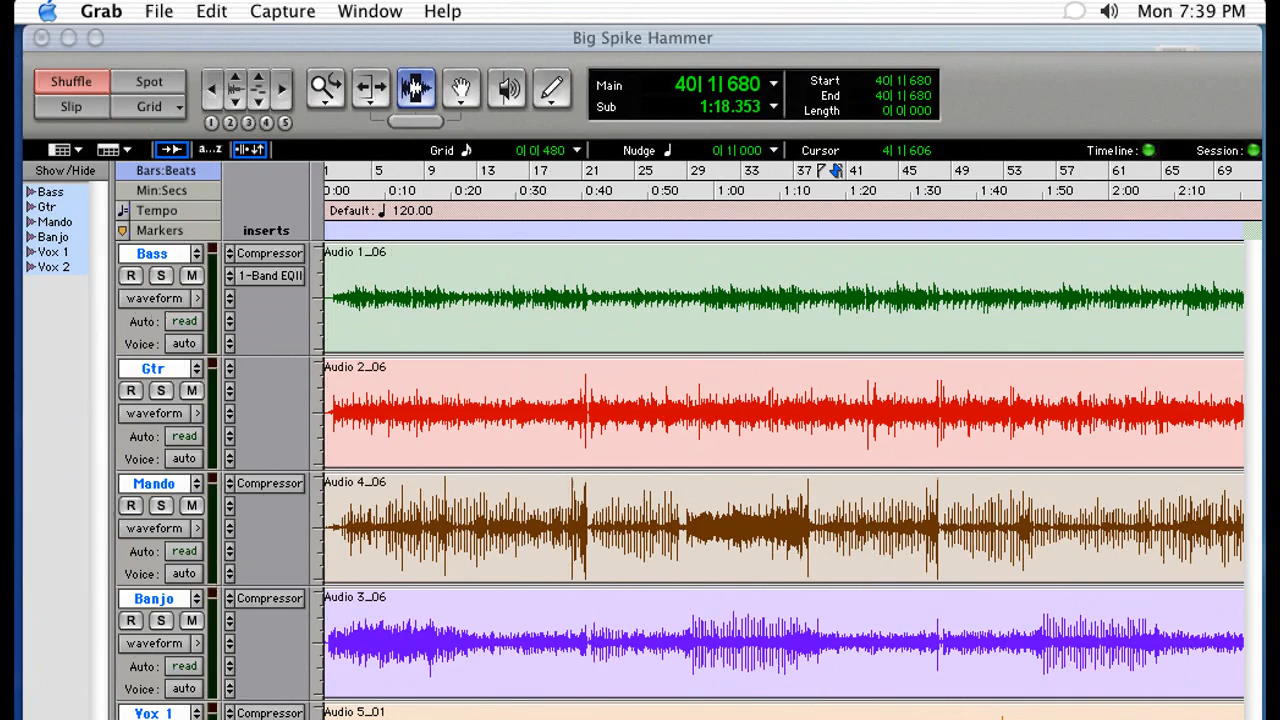 Grab File Edit Capture Window Help Mon 7:39 PM
Big Spike Hammer
Shuffle Spot
Slip Grid
1 2 3 4 5
Main 40| 1| 680
Sub 1:18.353
Start 40| 1| 680
End 40| 1| 680
Length 0| 0| 000
a...z Grid 0| 0| 480 Nudge 0| 1| 000 Cursor 4| 1| 606 Timeline: Session:
Show/Hide
Bass
Gtr
Mando
Banjo
Vox 1
Vox 2
Bars:Beats 1 5 9 13 17 21 25 29 33 37 41 45 49 53 57 61 65 69
Min:Secs 0:00 0:10 0:20 0:30 0:40 0:50 1:00 1:10 1:20 1:30 1:40 1:50 2:00 2:10
Tempo Default: 120.00
Markers inserts
Bass Compressor Audio 1_06
R S M 1-Band EQII
waveform
Auto: read
Voice: auto
Gtr Audio 2_06
R S M
waveform
Auto: read
Voice: auto
Mando Compressor Audio 4_06
R S M
waveform
Auto: read
Voice: auto
Banjo Compressor Audio 3_06
R S M
waveform
Auto: read
Voice: auto
Vox 1 Compressor Audio 5_01